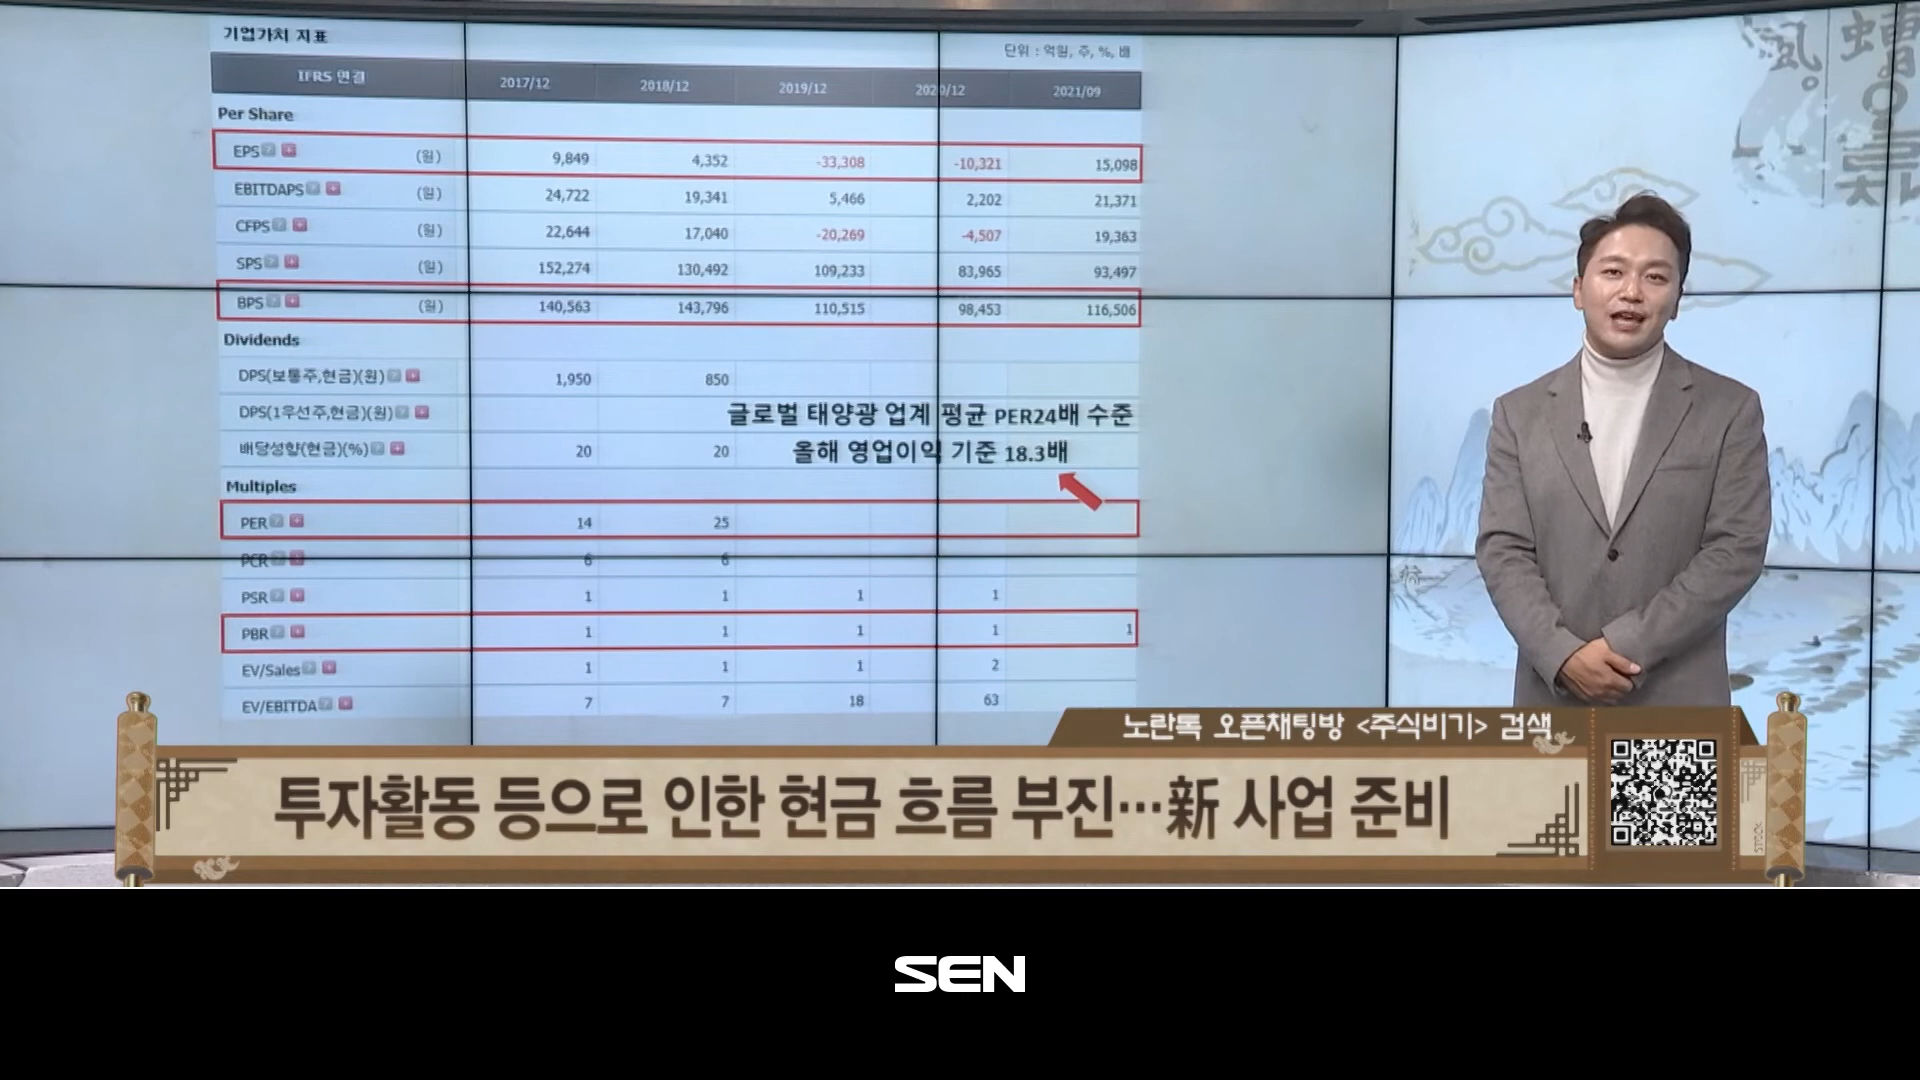 기업가치 지표
단위 : 억원, 주, %, 배
IFRS 연결 2017/12 2018/12 2019/12 2020/12 2021/09
Per Share
EPS (원) 9,849 4,352 -33,308 -10,321 15,098
EBITDAPS (원) 24,722 19,341 5,466 2,202 21,371
CFPS (원) 22,644 17,040 -20,269 -4,507 19,363
SPS (원) 152,274 130,492 109,233 83,965 93,497
BPS (원) 140,563 143,796 110,515 98,453 116,506
Dividends
DPS(보통주,현금)(원) 1,950 850
DPS(1우선주,현금)(원)
글로벌 태양광 업계 평균 PER24배 수준
배당성향(현금)(%) 20 20
올해 영업이익 기준 18.3배
Multiples
PER 14 25
PCR 6 6
PSR 1 1 1 1
PBR 1 1 1 1 1
EV/Sales 1 1 1 2
EV/EBITDA 7 7 18 63
노란톡 오픈채팅방 <주식비기> 검색
투자활동 등으로 인한 현금 흐름 부진…新 사업 준비
STOCK
SEN